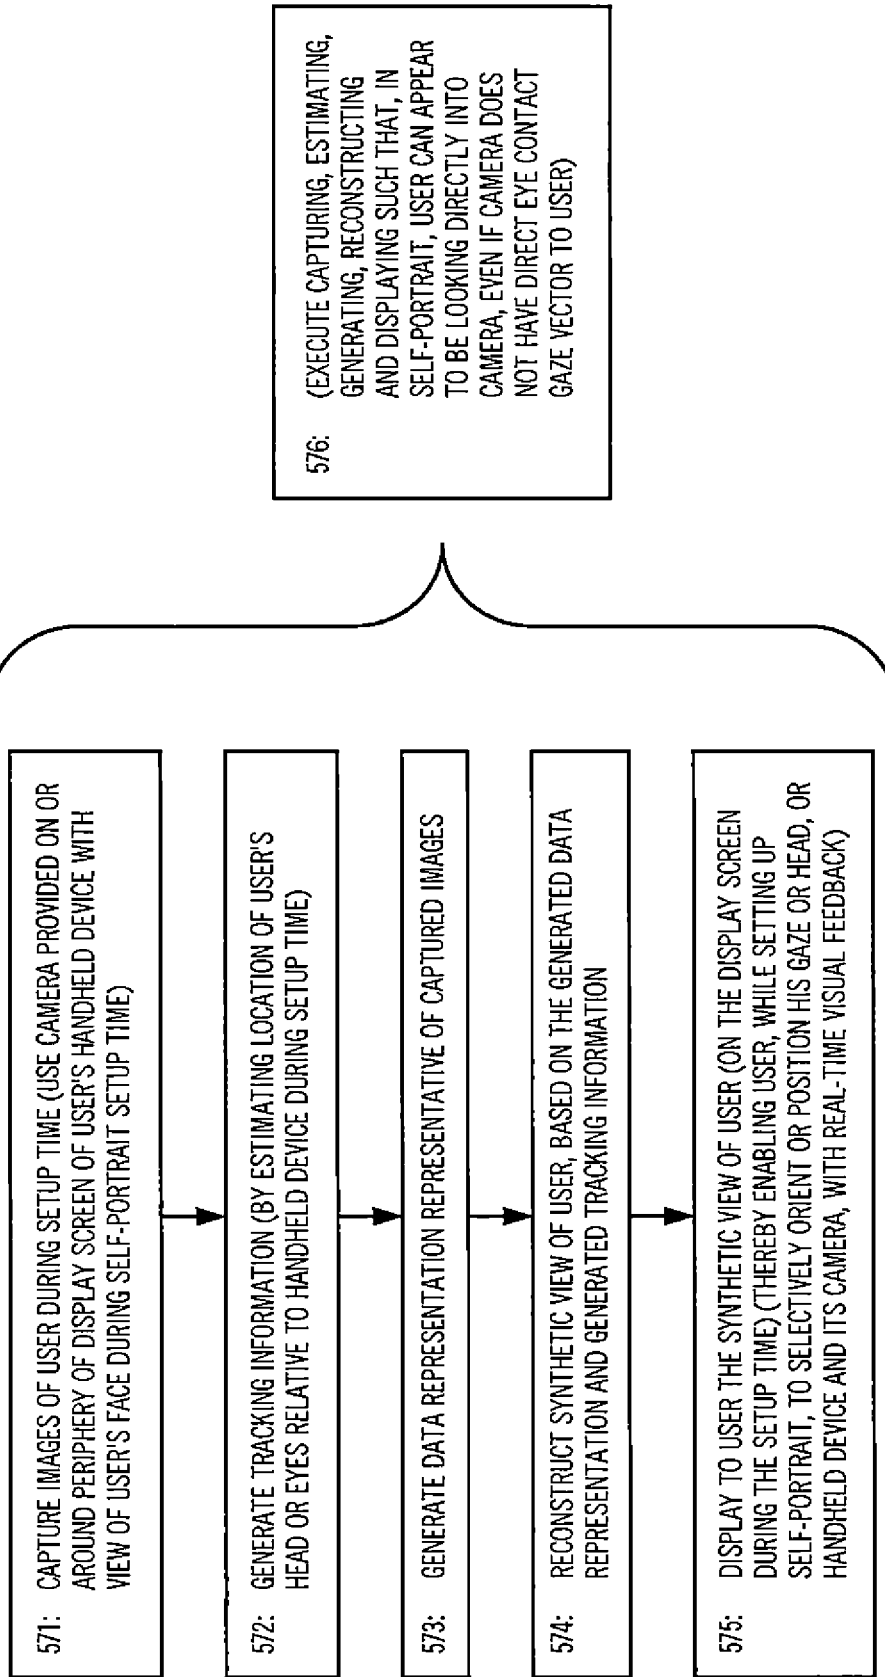 571: CAPTURE IMAGES OF USER DURING SETUP TIME (USE CAMERA PROVIDED ON OR
AROUND PERIPHERY OF DISPLAY SCREEN OF USER'S HANDHELD DEVICE WITH
VIEW OF USER'S FACE DURING SELF-PORTRAIT SETUP TIME)
572: GENERATE TRACKING INFORMATION (BY ESTIMATING LOCATION OF USER'S
HEAD OR EYES RELATIVE TO HANDHELD DEVICE DURING SETUP TIME)
573: GENERATE DATA REPRESENTATION REPRESENTATIVE OF CAPTURED IMAGES
574: RECONSTRUCT SYNTHETIC VIEW OF USER, BASED ON THE GENERATED DATA
REPRESENTATION AND GENERATED TRACKING INFORMATION
575: DISPLAY TO USER THE SYNTHETIC VIEW OF USER (ON THE DISPLAY SCREEN
DURING THE SETUP TIME) (THEREBY ENABLING USER, WHILE SETTING UP
SELF-PORTRAIT, TO SELECTIVELY ORIENT OR POSITION HIS GAZE OR HEAD, OR
HANDHELD DEVICE AND ITS CAMERA, WITH REAL-TIME VISUAL FEEDBACK)
576: (EXECUTE CAPTURING, ESTIMATING,
GENERATING, RECONSTRUCTING
AND DISPLAYING SUCH THAT, IN
SELF-PORTRAIT, USER CAN APPEAR
TO BE LOOKING DIRECTLY INTO
CAMERA, EVEN IF CAMERA DOES
NOT HAVE DIRECT EYE CONTACT
GAZE VECTOR TO USER)